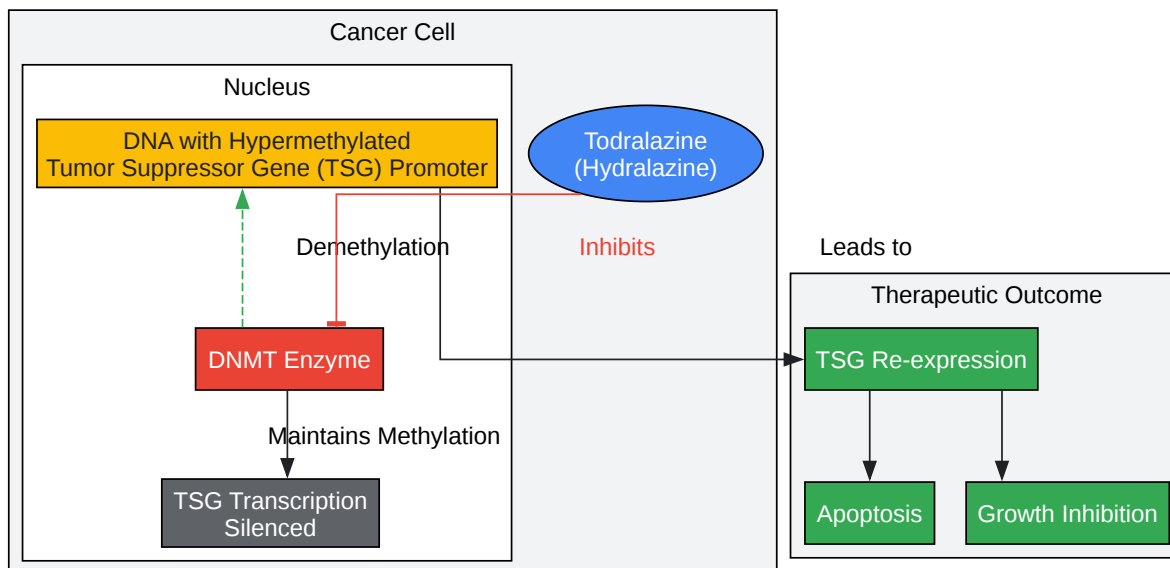 Cancer Cell
Nucleus
DNA with Hypermethylated
Tumor Suppressor Gene (TSG) Promoter
Todralazine
(Hydralazine)
Demethylation
Inhibits
Leads to
Therapeutic Outcome
DNMT Enzyme
TSG Re-expression
Maintains Methylation
TSG Transcription
Silenced
Apoptosis
Growth Inhibition